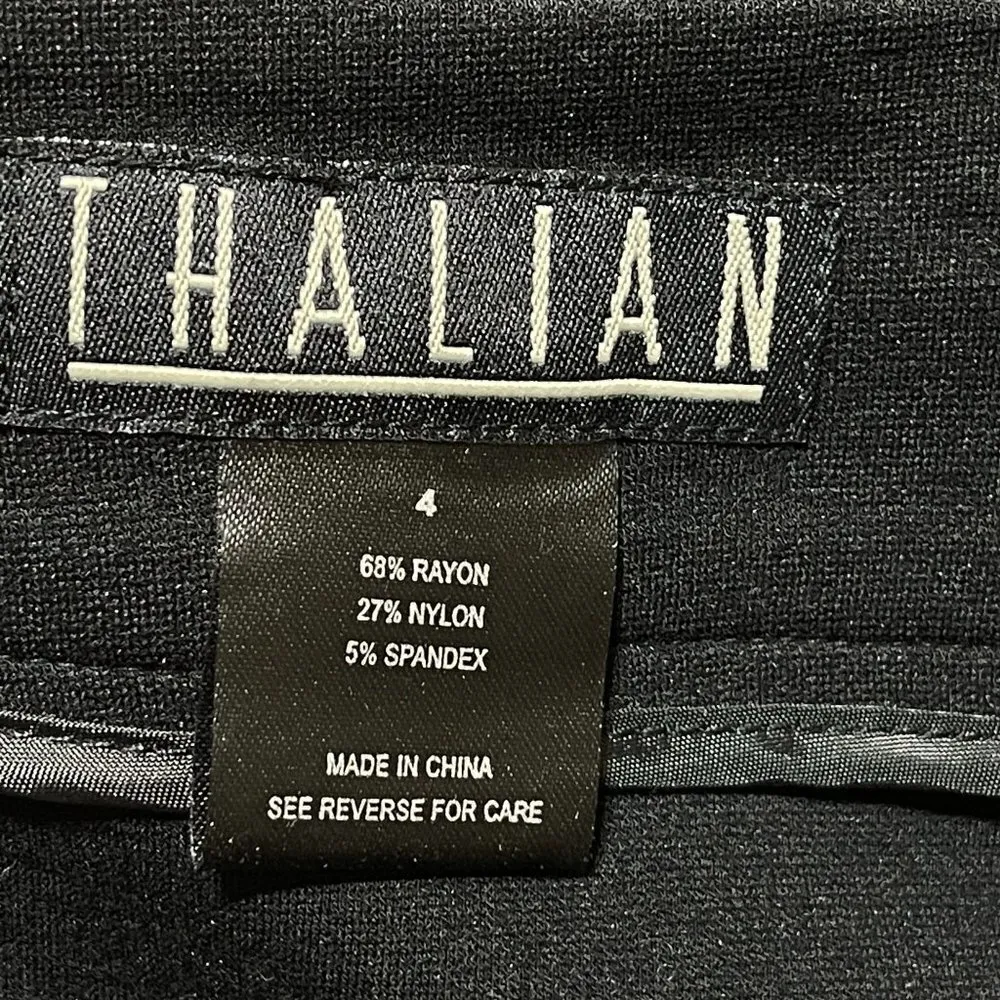 THALIAN
4
68% RAYON
27% NYLON
5% SPANDEX
MADE IN CHINA
SEE REVERSE FOR CARE